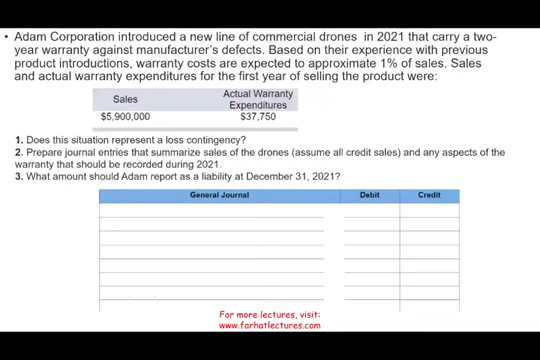 • Adam Corporation introduced a new line of commercial drones in 2021 that carry a two-
year warranty against manufacturer's defects. Based on their experience with previous
product introductions, warranty costs are expected to approximate 1% of sales. Sales
and actual warranty expenditures for the first year of selling the product were:
Sales
Actual Warranty
Expenditures
$5,900,000 $37,750
1. Does this situation represent a loss contingency?
2. Prepare journal entries that summarize sales of the drones (assume all credit sales) and any aspects of the
warranty that should be recorded during 2021.
3. What amount should Adam report as a liability at December 31, 2021?
General Journal Debit Credit
For more lectures, visit:
www.farhatlectures.com